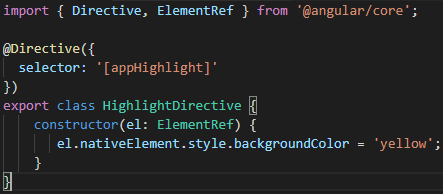 import { Directive, ElementRef } from '@angular/core';
@Directive({
  selector: '[appHighlight]'
})
export class HighlightDirective {
    constructor(el: ElementRef) {
       el.nativeElement.style.backgroundColor = 'yellow';
    }
}